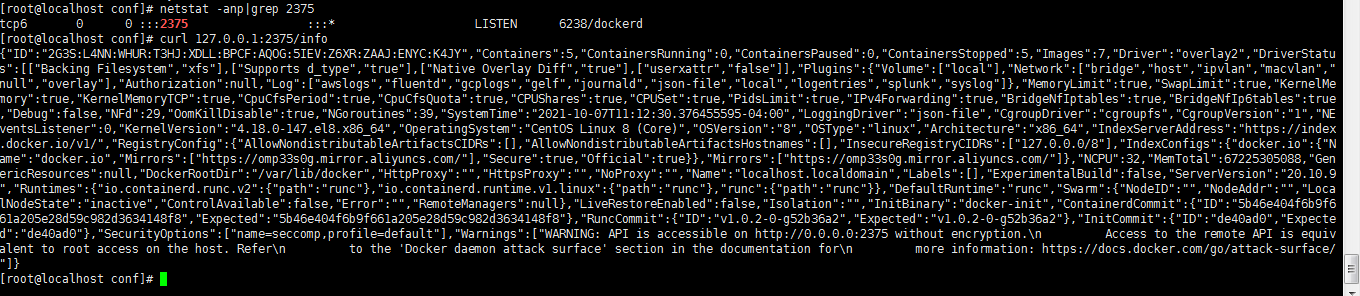 [root@localhost conf]# netstat -anp|grep 2375
tcp6       0      0 :::2375                 :::*                    LISTEN      6238/dockerd
[root@localhost conf]# curl 127.0.0.1:2375/info
{"ID":"2G3S:L4NN:WHUR:T3HJ:XDLL:BPCF:AQOG:5IEV:Z6XR:ZAAJ:ENYC:K4JY","Containers":5,"ContainersRunning":0,"ContainersPaused":0,"ContainersStopped":5,"Images":7,"Driver":"overlay2","DriverStatu
s":[["Backing Filesystem","xfs"],["Supports d_type","true"],["Native Overlay Diff","true"],["userxattr","false"]],"Plugins":{"Volume":["local"],"Network":["bridge","host","ipvlan","macvlan","
null","overlay"],"Authorization":null,"Log":["awslogs","fluentd","gcplogs","gelf","journald","json-file","local","logentries","splunk","syslog"]},"MemoryLimit":true,"SwapLimit":true,"KernelMe
mory":true,"KernelMemoryTCP":true,"CpuCfsPeriod":true,"CpuCfsQuota":true,"CPUShares":true,"CPUSet":true,"PidsLimit":true,"IPv4Forwarding":true,"BridgeNfIptables":true,"BridgeNfIp6tables":true
,"Debug":false,"NFd":29,"OomKillDisable":true,"NGoroutines":39,"SystemTime":"2021-10-07T11:12:30.376455595-04:00","LoggingDriver":"json-file","CgroupDriver":"cgroupfs","CgroupVersion":"1","NE
ventsListener":0,"KernelVersion":"4.18.0-147.el8.x86_64","OperatingSystem":"CentOS Linux 8 (Core)","OSVersion":"8","OSType":"linux","Architecture":"x86_64","IndexServerAddress":"https://index
.docker.io/v1/","RegistryConfig":{"AllowNondistributableArtifactsCIDRs":[],"AllowNondistributableArtifactsHostnames":[],"InsecureRegistryCIDRs":["127.0.0.0/8"],"IndexConfigs":{"docker.io":{"N
ame":"docker.io","Mirrors":["https://omp33s0g.mirror.aliyuncs.com/"],"Secure":true,"Official":true}},"Mirrors":["https://omp33s0g.mirror.aliyuncs.com/"]},"NCPU":32,"MemTotal":67225305088,"Gen
ericResources":null,"DockerRootDir":"/var/lib/docker","HttpProxy":"","HttpsProxy":"","NoProxy":"","Name":"localhost.localdomain","Labels":[],"ExperimentalBuild":false,"ServerVersion":"20.10.9
","Runtimes":{"io.containerd.runc.v2":{"path":"runc"},"io.containerd.runtime.v1.linux":{"path":"runc"},"runc":{"path":"runc"}},"DefaultRuntime":"runc","Swarm":{"NodeID":"","NodeAddr":"","Loca
lNodeState":"inactive","ControlAvailable":false,"Error":"","RemoteManagers":null},"LiveRestoreEnabled":false,"Isolation":"","InitBinary":"docker-init","ContainerdCommit":{"ID":"5b46e404f6b9f6
61a205e28d59c982d3634148f8","Expected":"5b46e404f6b9f661a205e28d59c982d3634148f8"},"RuncCommit":{"ID":"v1.0.2-0-g52b36a2","Expected":"v1.0.2-0-g52b36a2"},"InitCommit":{"ID":"de40ad0","Expecte
d":"de40ad0"},"SecurityOptions":["name=seccomp,profile=default"],"Warnings":["WARNING: API is accessible on http://0.0.0.0:2375 without encryption.\n         Access to the remote API is equiv
alent to root access on the host. Refer\n         to the 'Docker daemon attack surface' section in the documentation for\n         more information: https://docs.docker.com/go/attack-surface/
"]}
[root@localhost conf]#